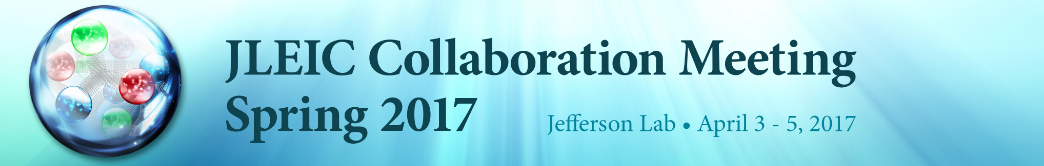 JLEIC Collaboration Meeting
Spring 2017
Jefferson Lab • April 3 - 5, 2017